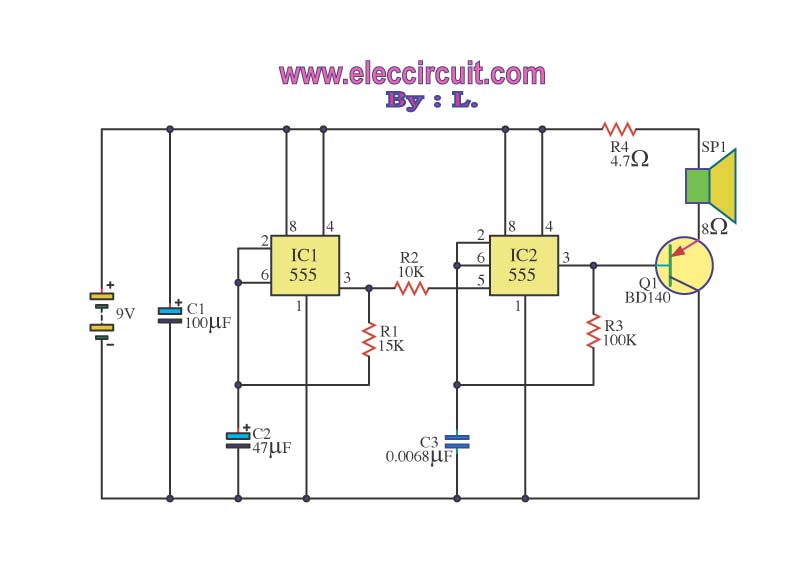 www.eleccircuit.com
By : L.
R4
4.7Ω
SP1
8Ω
8
4
2
IC1
555
6
3
1
R2
10K
8
4
2
6
IC2
555
3
5
1
Q1
BD140
+
9V
-
+
C1
100µF
R1
15K
R3
100K
+
C2
47µF
C3
0.0068µF